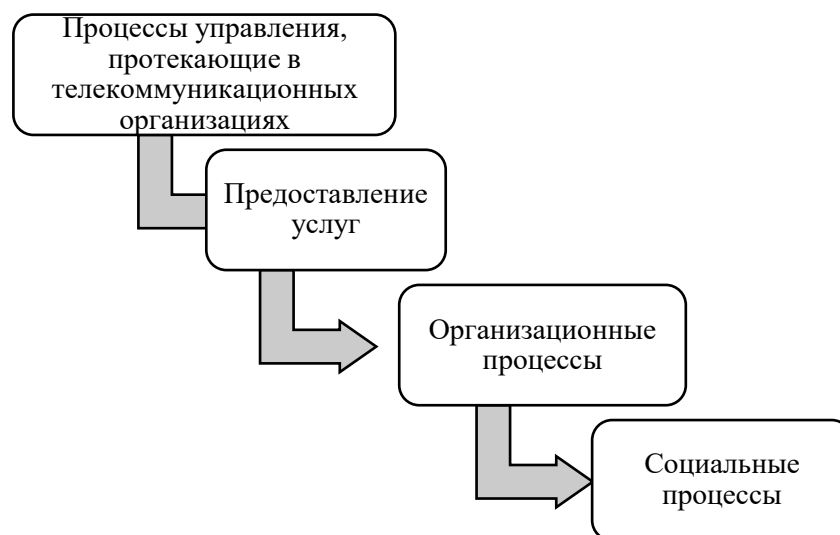 Процессы управления,
протекающие в
телекоммуникационных
организациях
Предоставление
услуг
Организационные
процессы
Социальные
процессы